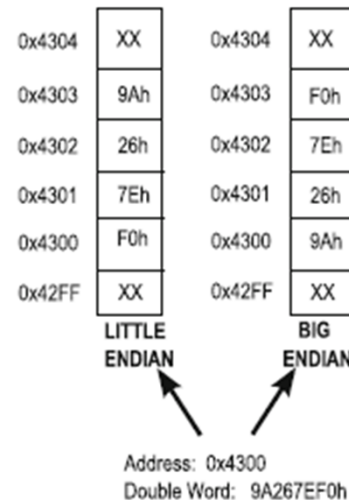 0x4304 XX 0x4304 XX
0x4303 9Ah 0x4303 F0h
0x4302 26h 0x4302 7Eh
0x4301 7Eh 0x4301 26h
0x4300 F0h 0x4300 9Ah
0x42FF XX 0x42FF XX
LITTLE BIG
ENDIAN ENDIAN
Address: 0x4300
Double Word: 9A267EF0h